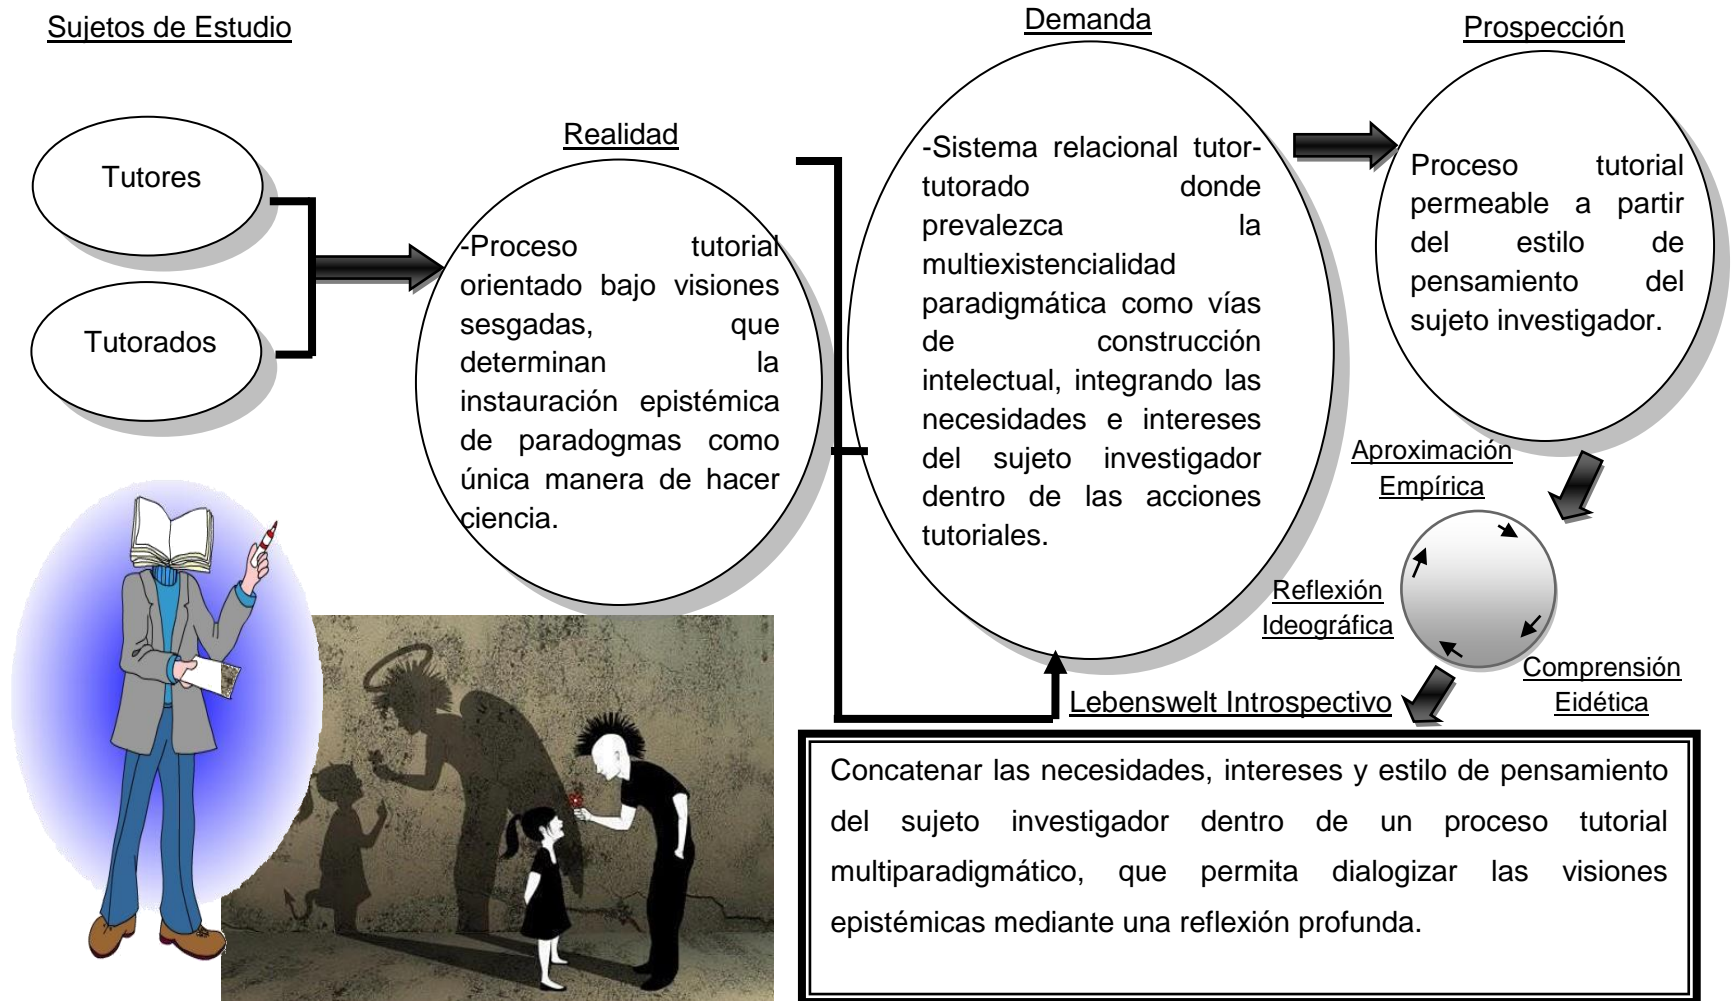 Sujetos de Estudio
Tutores
Tutorados
Realidad
-Proceso tutorial
orientado bajo visiones
sesgadas, que
determinan la
instauración epistémica
de paradogmas como
única manera de hacer
ciencia.
Demanda
-Sistema relacional tutor-
tutorado donde
prevalezca la
multiexistencialidad
paradigmática como vías
de construcción
intelectual, integrando las
necesidades e intereses
del sujeto investigador
dentro de las acciones
tutoriales.
Prospección
Proceso tutorial
permeable a partir
del estilo de
pensamiento del
sujeto investigador.
Aproximación
Empírica
Reflexión
Ideográfica
Comprensión
Eidética
Lebenswelt Introspectivo
Concatenar las necesidades, intereses y estilo de pensamiento
del sujeto investigador dentro de un proceso tutorial
multiparadigmático, que permita dialogizar las visiones
epistémicas mediante una reflexión profunda.